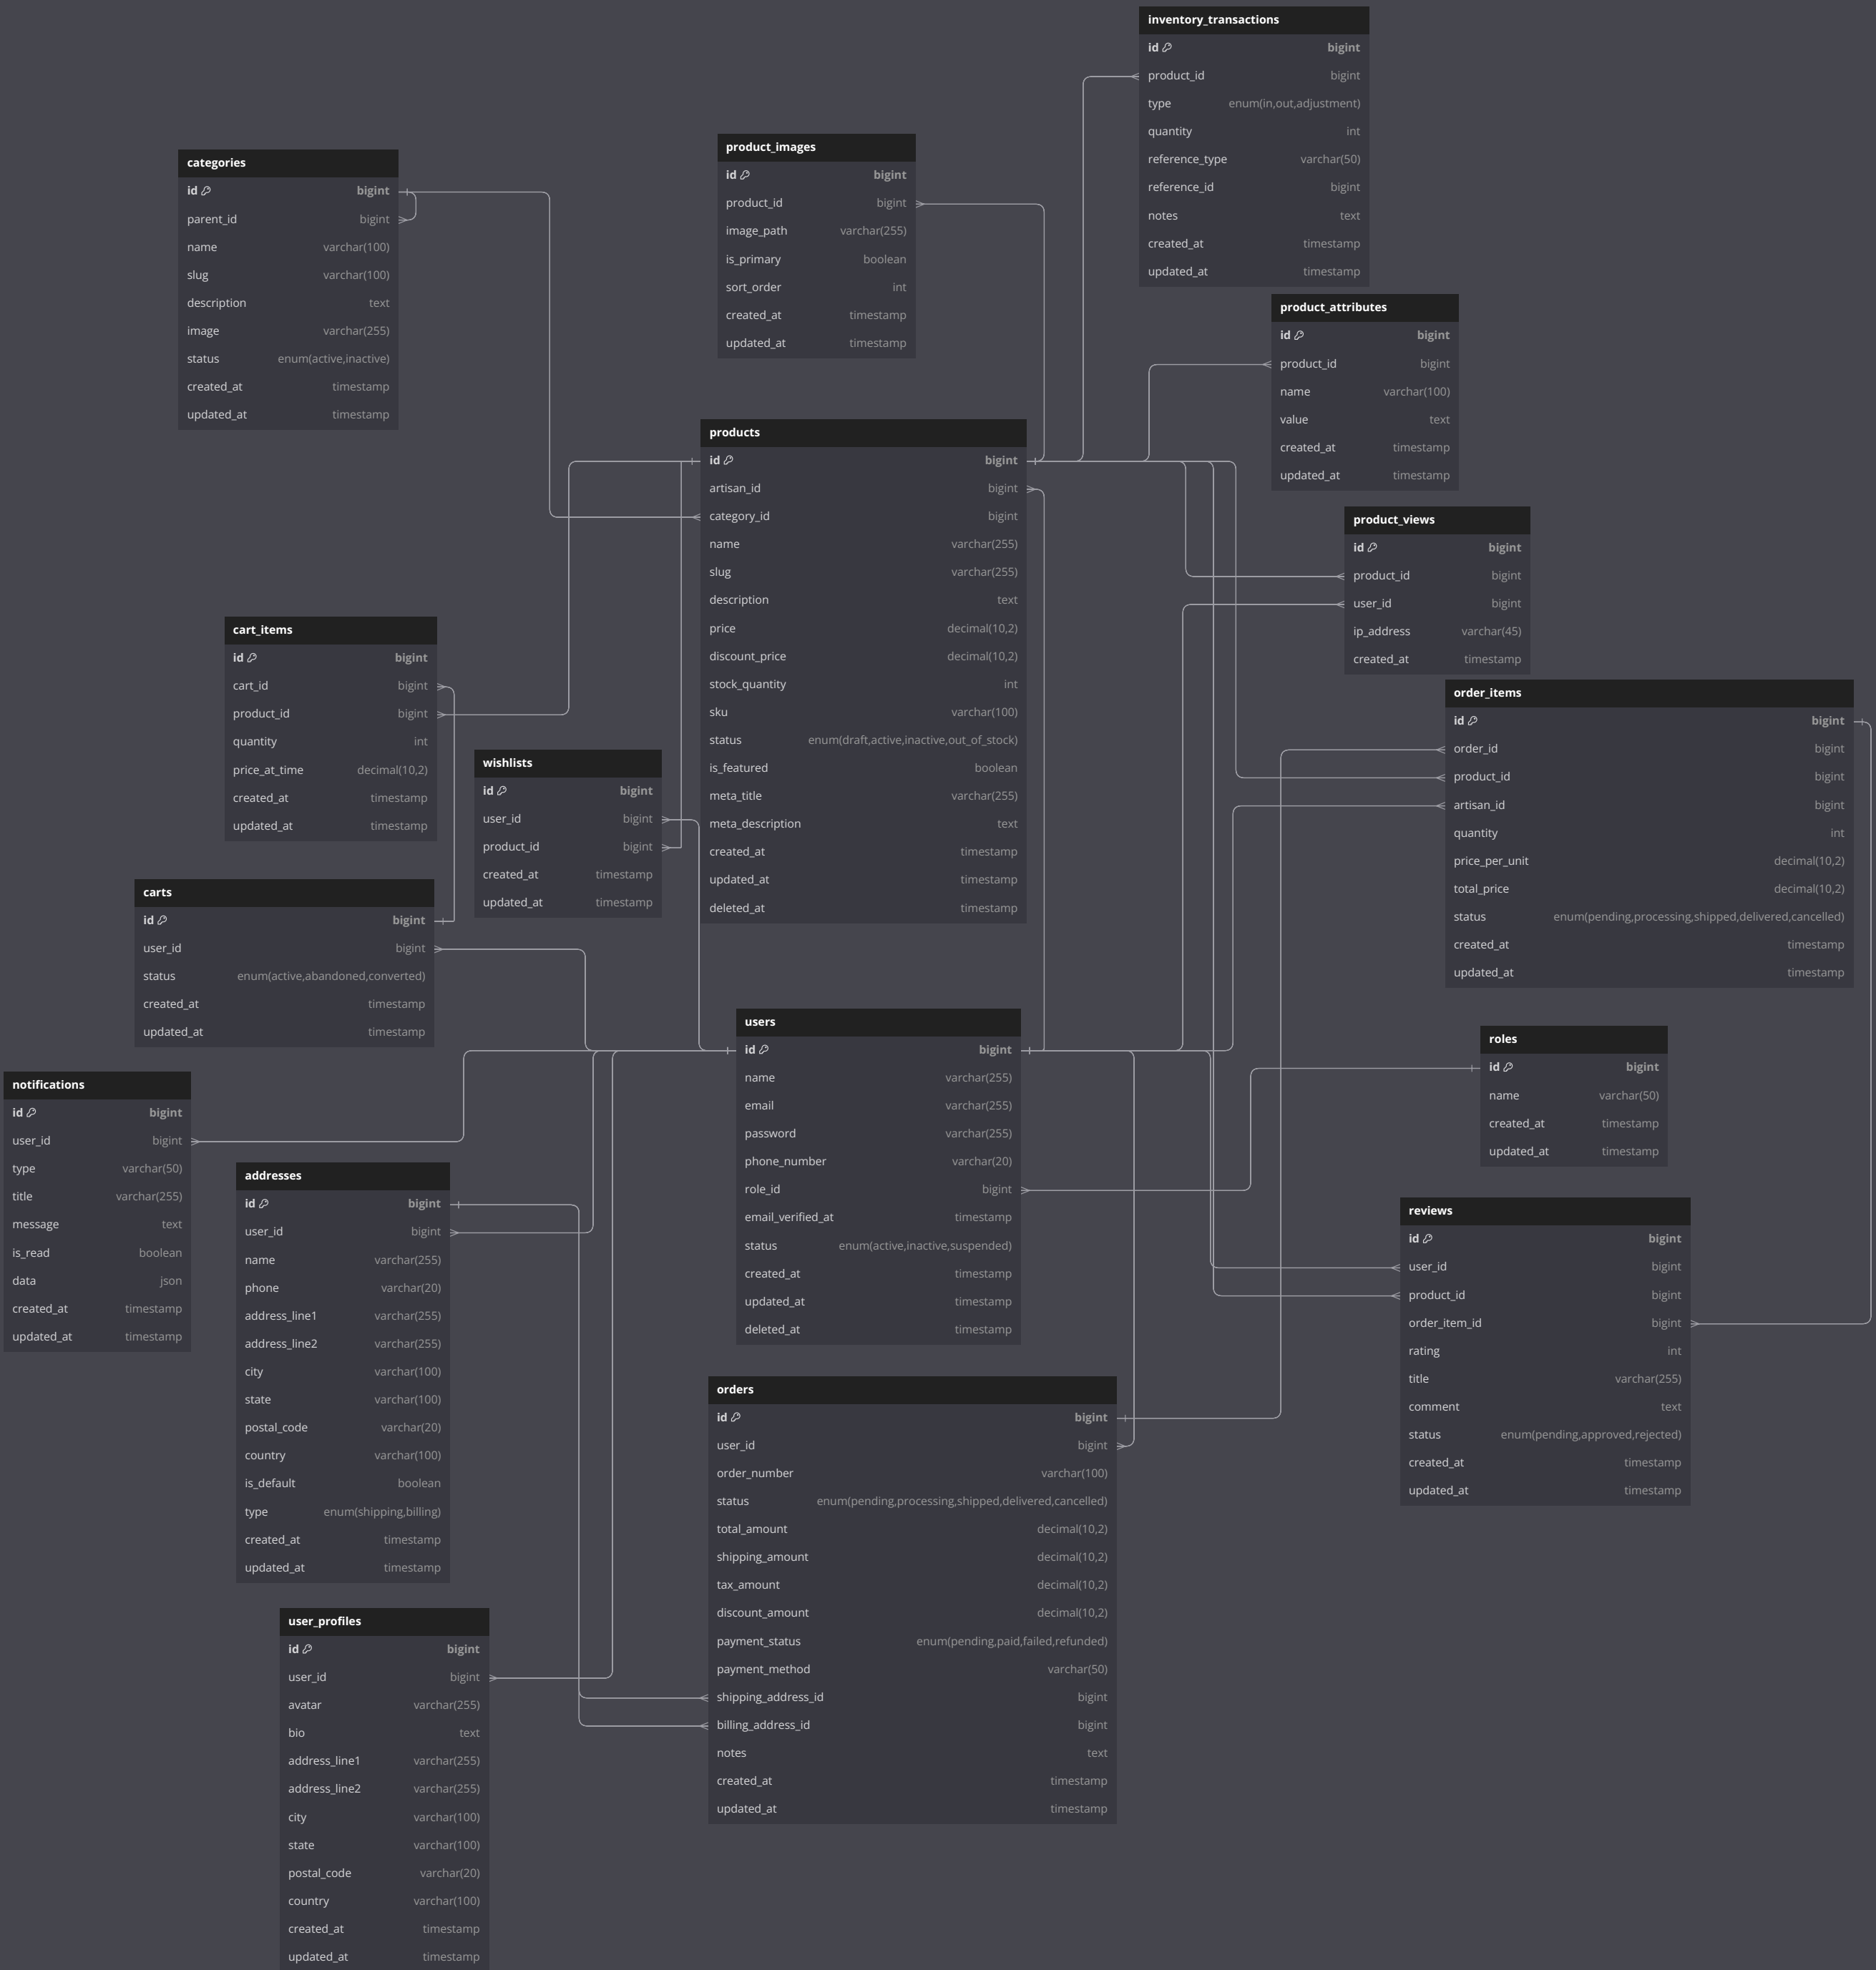 inventory_transactions
id bigint
product_id bigint
type enum(in,out,adjustment)
quantity int
reference_type varchar(50)
reference_id bigint
notes text
created_at timestamp
updated_at timestamp
product_images
id bigint
product_id bigint
image_path varchar(255)
is_primary boolean
sort_order int
created_at timestamp
updated_at timestamp
categories
id bigint
parent_id bigint
name varchar(100)
slug varchar(100)
description text
image varchar(255)
status enum(active,inactive)
created_at timestamp
updated_at timestamp
product_attributes
id bigint
product_id bigint
name varchar(100)
value text
created_at timestamp
updated_at timestamp
products
id bigint
artisan_id bigint
category_id bigint
name varchar(255)
slug varchar(255)
description text
price decimal(10,2)
discount_price decimal(10,2)
stock_quantity int
sku varchar(100)
status enum(draft,active,inactive,out_of_stock)
is_featured boolean
meta_title varchar(255)
meta_description text
created_at timestamp
updated_at timestamp
deleted_at timestamp
product_views
id bigint
product_id bigint
user_id bigint
ip_address varchar(45)
created_at timestamp
cart_items
id bigint
cart_id bigint
product_id bigint
quantity int
price_at_time decimal(10,2)
created_at timestamp
updated_at timestamp
order_items
id bigint
order_id bigint
product_id bigint
artisan_id bigint
quantity int
price_per_unit decimal(10,2)
total_price decimal(10,2)
status enum(pending,processing,shipped,delivered,cancelled)
created_at timestamp
updated_at timestamp
wishlists
id bigint
user_id bigint
product_id bigint
created_at timestamp
updated_at timestamp
carts
id bigint
user_id bigint
status enum(active,abandoned,converted)
created_at timestamp
updated_at timestamp
users
id bigint
name varchar(255)
email varchar(255)
password varchar(255)
phone_number varchar(20)
role_id bigint
email_verified_at timestamp
status enum(active,inactive,suspended)
created_at timestamp
updated_at timestamp
deleted_at timestamp
roles
id bigint
name varchar(50)
created_at timestamp
updated_at timestamp
notifications
id bigint
user_id bigint
type varchar(50)
title varchar(255)
message text
is_read boolean
data json
created_at timestamp
updated_at timestamp
addresses
id bigint
user_id bigint
name varchar(255)
phone varchar(20)
address_line1 varchar(255)
address_line2 varchar(255)
city varchar(100)
state varchar(100)
postal_code varchar(20)
country varchar(100)
is_default boolean
type enum(shipping,billing)
created_at timestamp
updated_at timestamp
reviews
id bigint
user_id bigint
product_id bigint
order_item_id bigint
rating int
title varchar(255)
comment text
status enum(pending,approved,rejected)
created_at timestamp
updated_at timestamp
orders
id bigint
user_id bigint
order_number varchar(100)
status enum(pending,processing,shipped,delivered,cancelled)
total_amount decimal(10,2)
shipping_amount decimal(10,2)
tax_amount decimal(10,2)
discount_amount decimal(10,2)
payment_status enum(pending,paid,failed,refunded)
payment_method varchar(50)
shipping_address_id bigint
billing_address_id bigint
notes text
created_at timestamp
updated_at timestamp
user_profiles
id bigint
user_id bigint
avatar varchar(255)
bio text
address_line1 varchar(255)
address_line2 varchar(255)
city varchar(100)
state varchar(100)
postal_code varchar(20)
country varchar(100)
created_at timestamp
updated_at timestamp